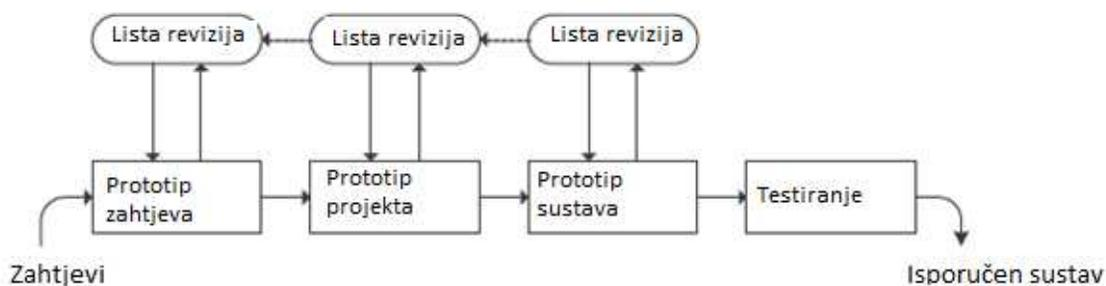 Lista revizija
Lista revizija
Lista revizija
Prototip
zahtjeva
Prototip
projekta
Prototip
sustava
Testiranje
Zahtjevi
Isporučen sustav